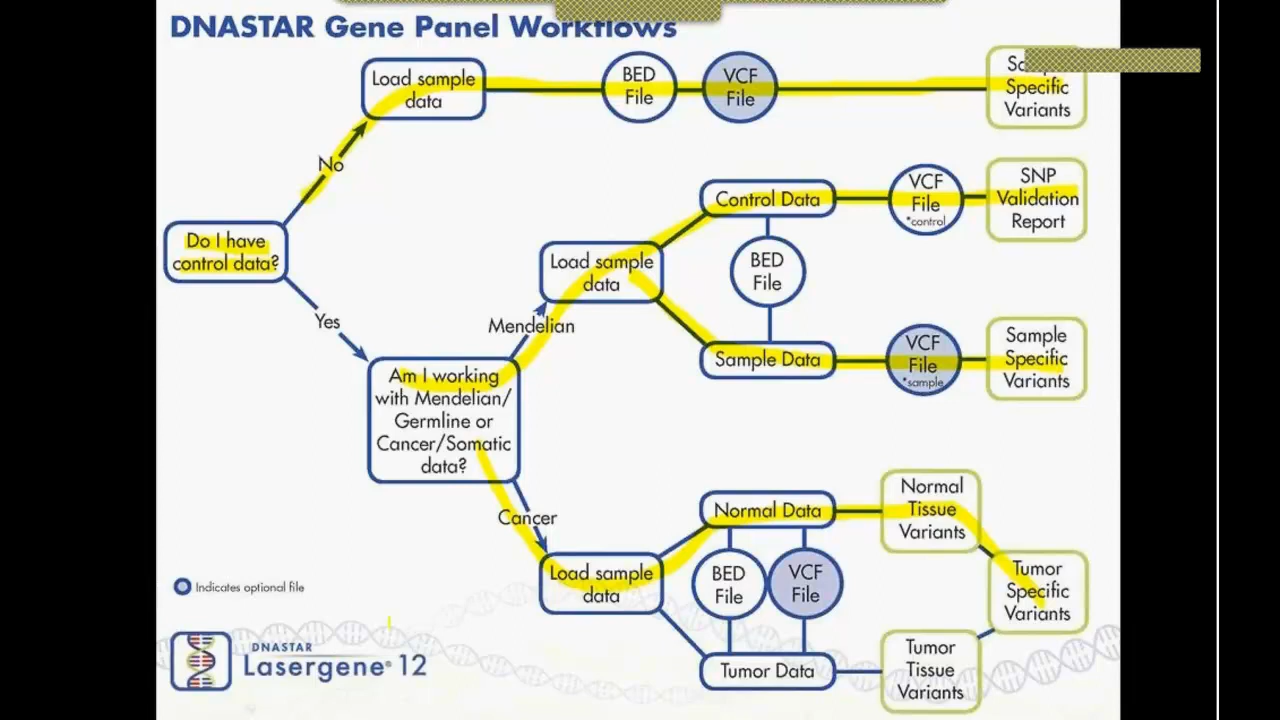 DNASTAR Gene Panel Workflows
Load sample
data
BED
File
VCF
File
Specific
Variants
No
Do I have
control data?
Yes
Am I working
with Mendelian/
Germline or
Cancer/Somatic
data?
Mendelian
Load sample
data
Control Data
BED
File
Sample Data
VCF
File
*control
SNP
Validation
Report
VCF
File
*sample
Sample
Specific
Variants
Cancer
Load sample
data
Normal Data
BED
File
VCF
File
Tumor Data
Normal
Tissue
Variants
Tumor
Specific
Variants
Tumor
Tissue
Variants
Indicates optional file
DNASTAR
Lasergene® 12